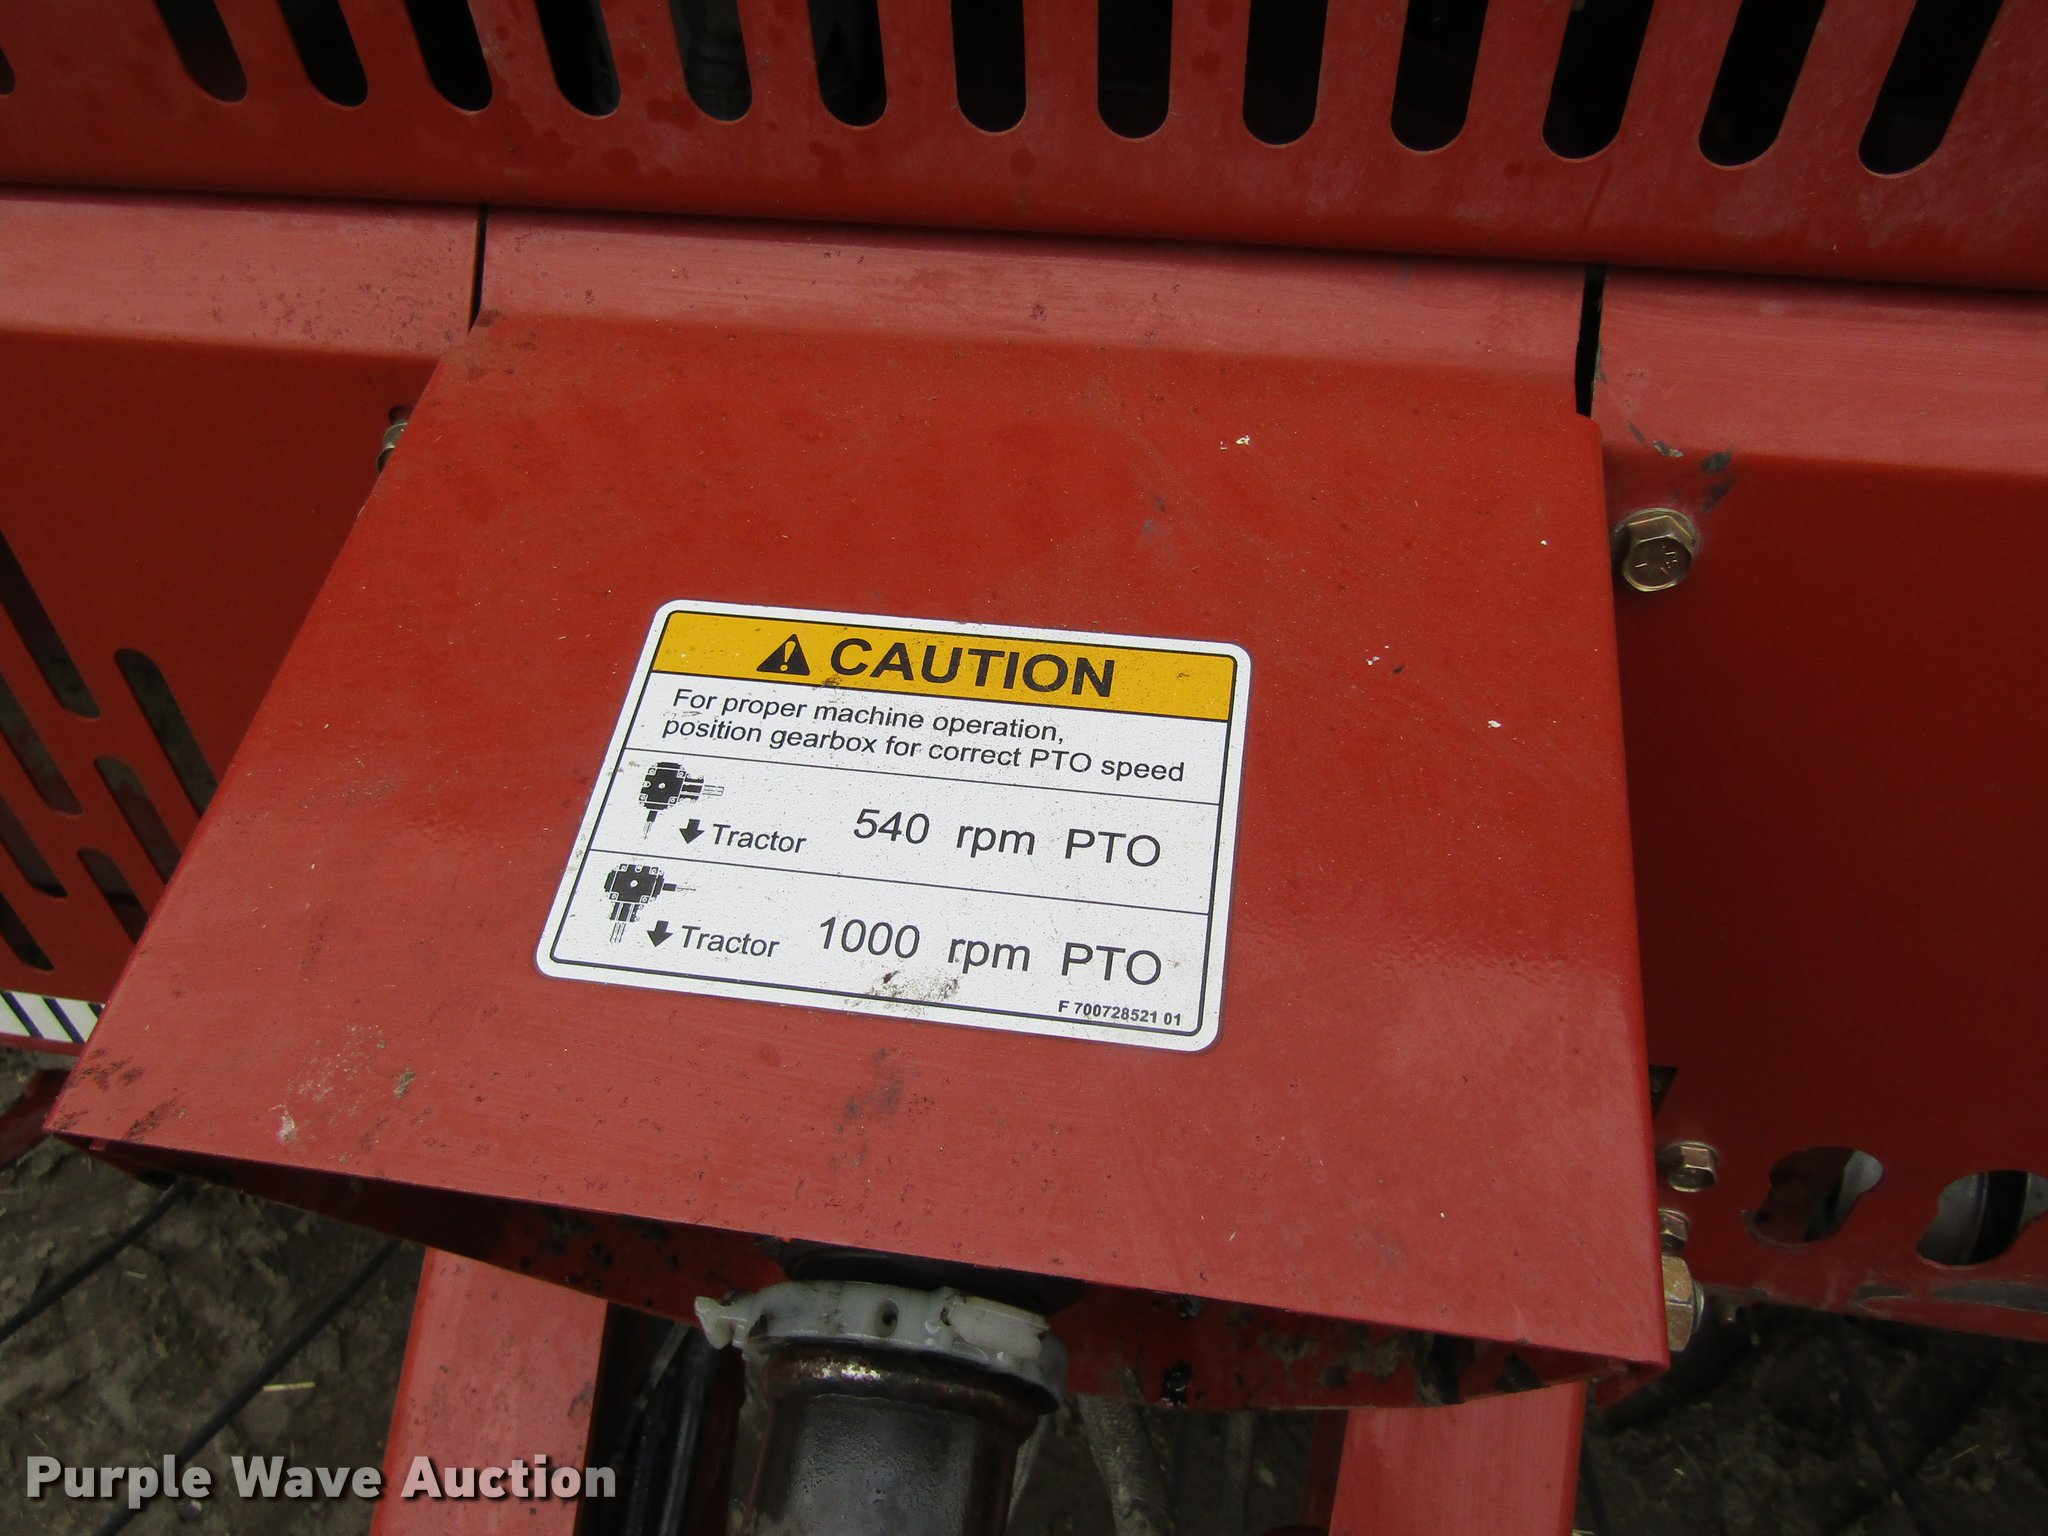 CAUTION
For proper machine operation,
position gearbox for correct PTO speed
Tractor 540 rpm PTO
Tractor 1000 rpm PTO
F 700728521 01
Purple Wave Auction